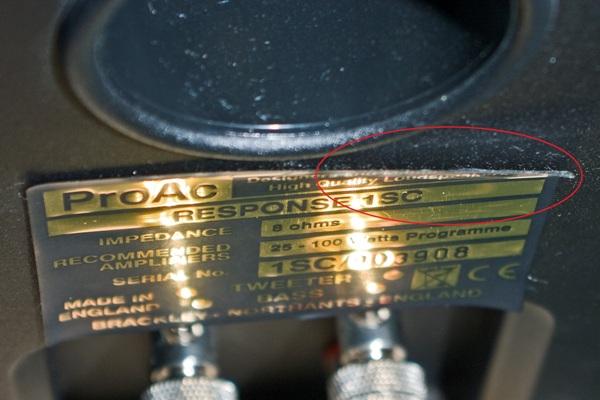 ProAc
High Quality
RESPONSE 1SC
IMPEDANCE 8 ohms
RECOMMENDED AMPLIFIERS 25 - 100 Watts Programme
SERIAL No. 1SC/003908
TWEETER
MADE IN
ENGLAND BASS
BRACKLEY - NORTHANTS - ENGLAND
CE